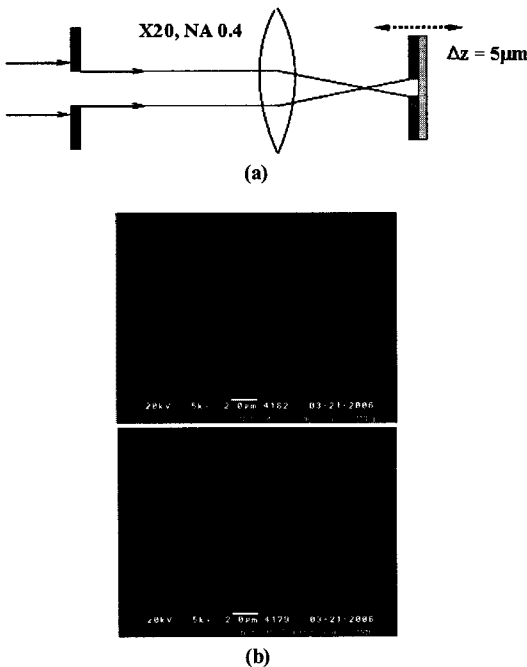 X20, NA 0.4
Δz = 5µm
(a)
20kV 5k× 2.0µm 4182 03-21-2006
20kV 5k× 2.0µm 4179 03-21-2006
(b)